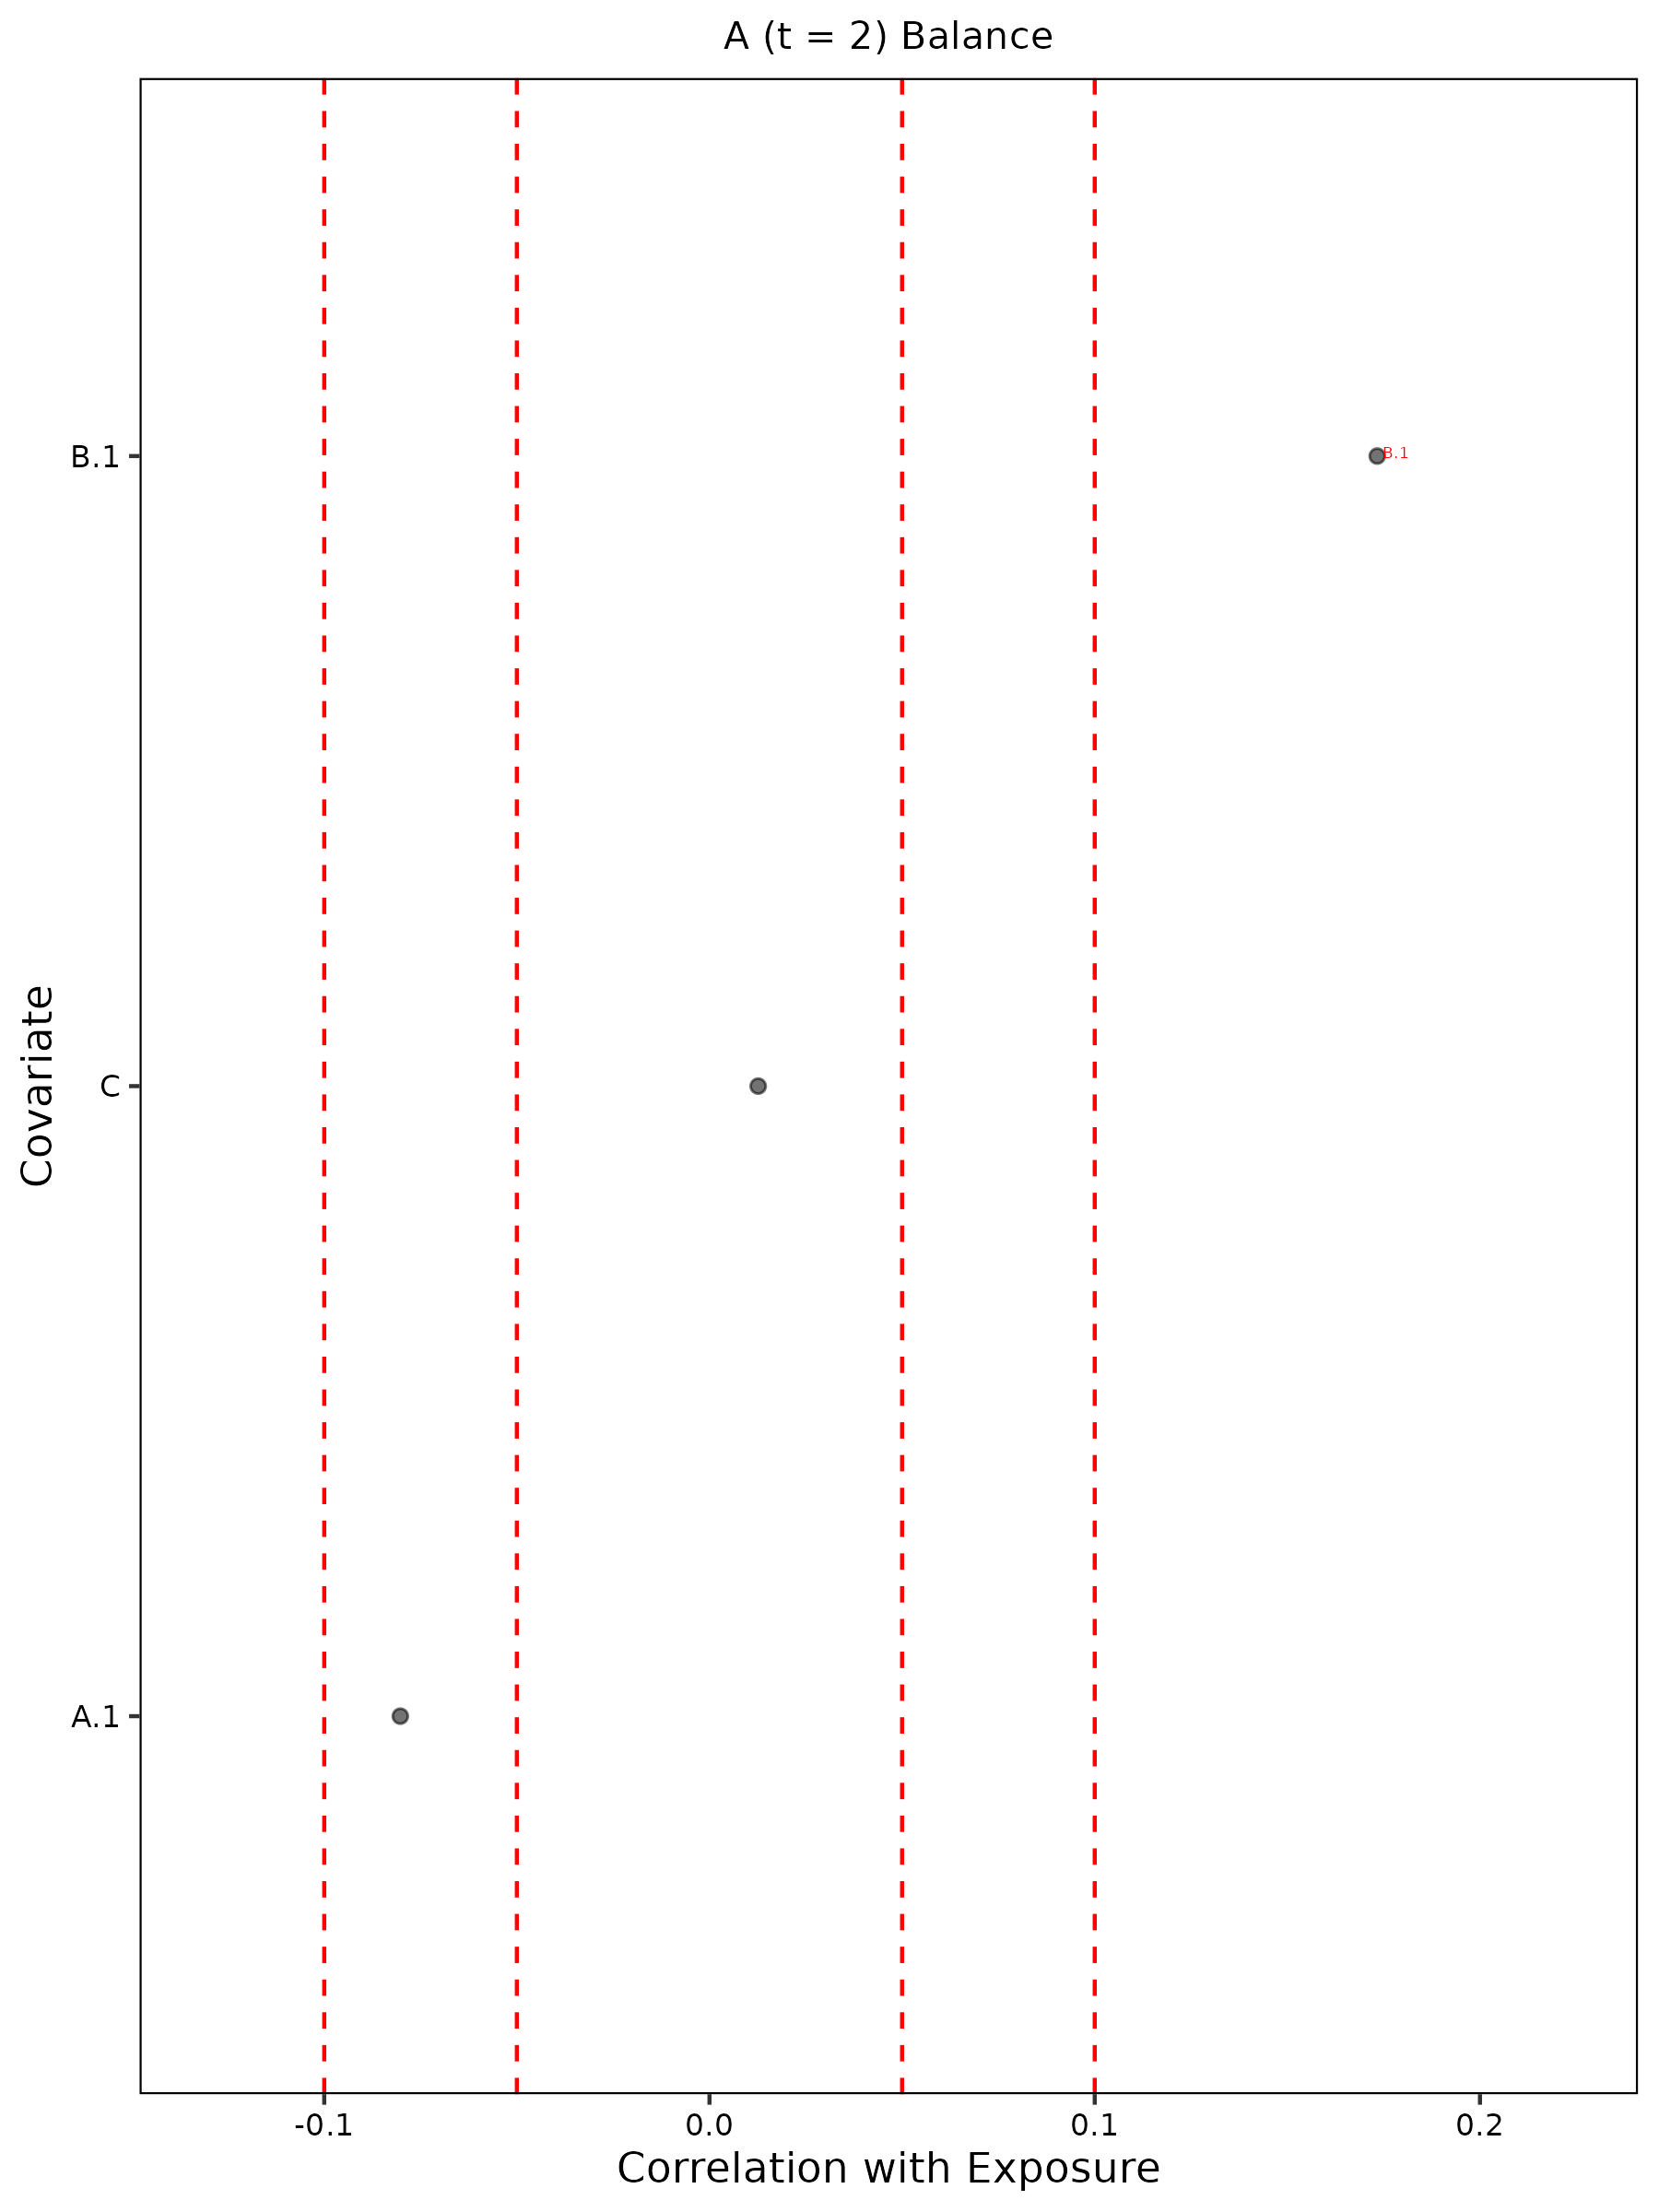 A (t = 2) Balance
B.1
B.1
C
A.1
Covariate
-0.1
0.0
0.1
0.2
Correlation with Exposure